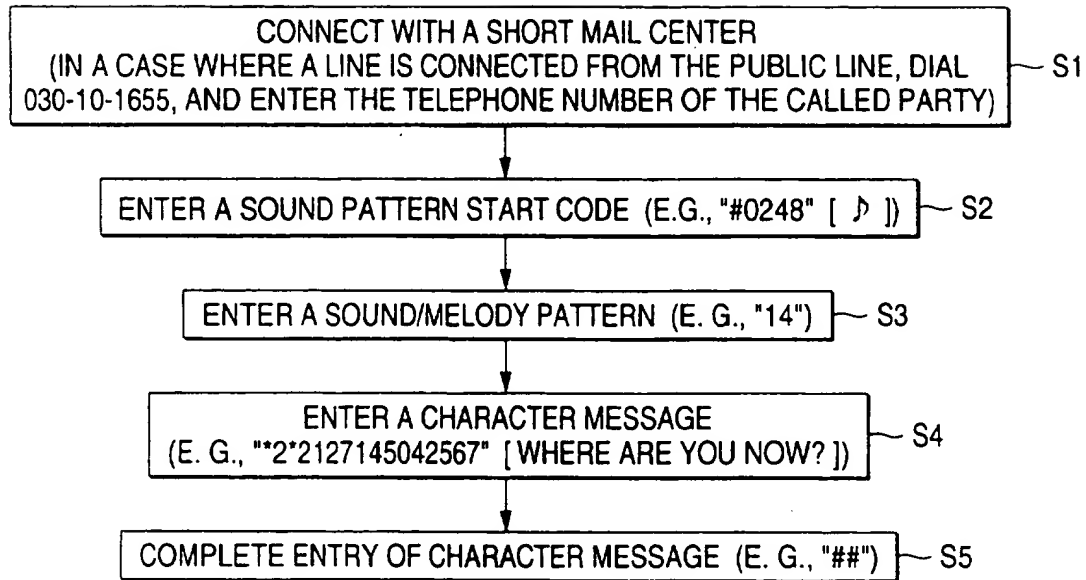 CONNECT WITH A SHORT MAIL CENTER
(IN A CASE WHERE A LINE IS CONNECTED FROM THE PUBLIC LINE, DIAL
030-10-1655, AND ENTER THE TELEPHONE NUMBER OF THE CALLED PARTY)
S1
ENTER A SOUND PATTERN START CODE (E.G., "#0248" [ ♪ ])
S2
ENTER A SOUND/MELODY PATTERN (E. G., "14")
S3
ENTER A CHARACTER MESSAGE
(E. G., "*2*2127145042567" [ WHERE ARE YOU NOW? ])
S4
COMPLETE ENTRY OF CHARACTER MESSAGE (E. G., "##")
S5